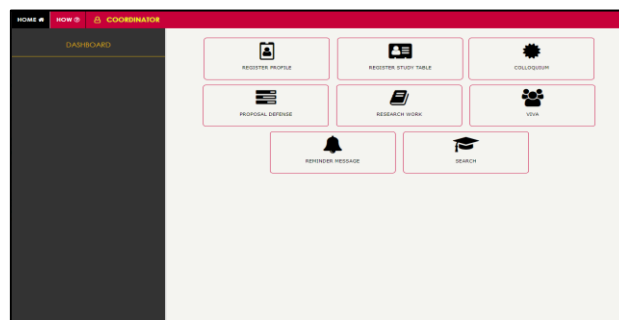 HOME HOW COORDINATOR
DASHBOARD
REGISTER PROFILE REGISTER STUDY TABLE COLLOQUIUM
PROPOSAL DEFENSE RESEARCH WORK VIVA
REMINDER MESSAGE SEARCH